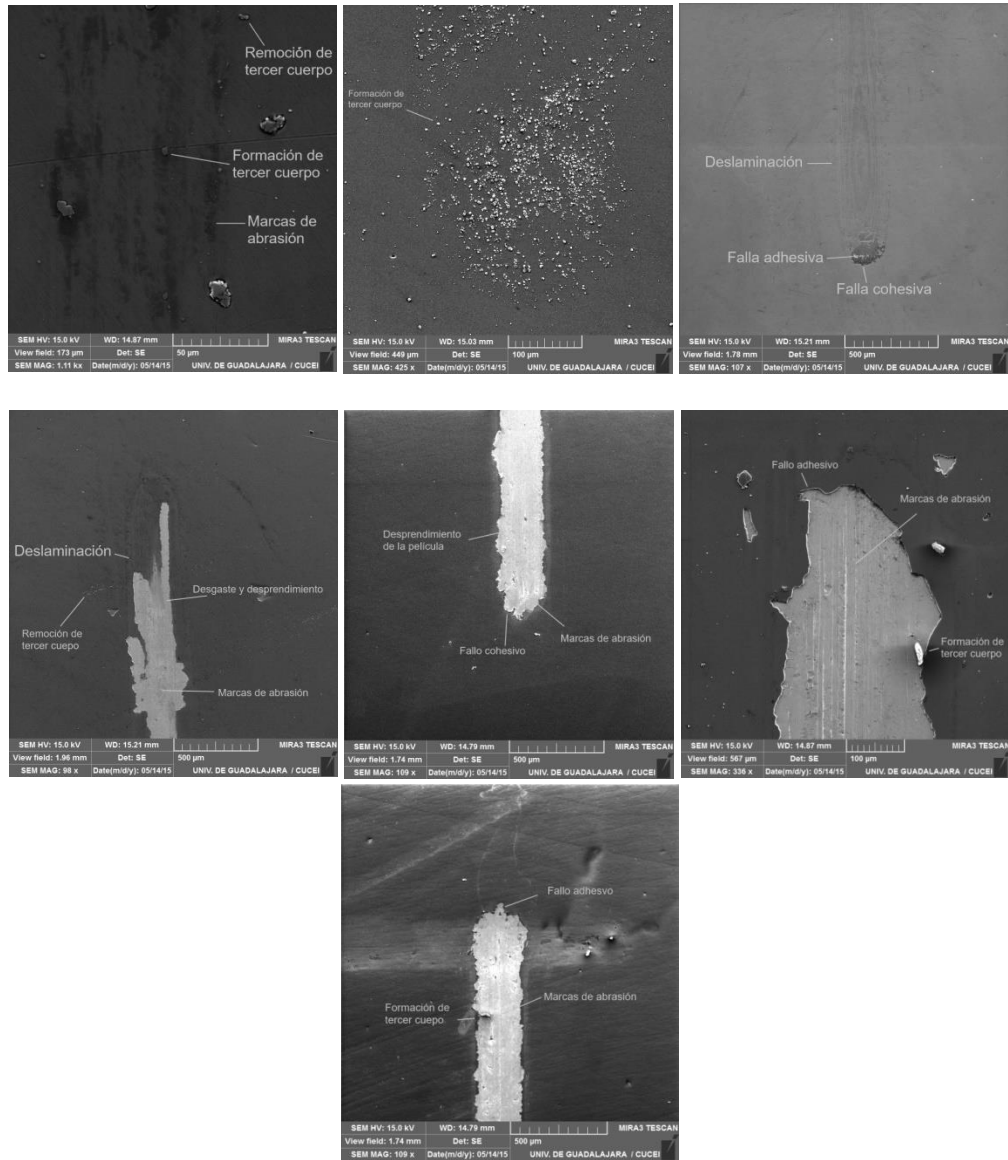 Remoción de
tercer cuerpo
Formación de
tercer cuerpo
Marcas de
abrasión
SEM HV: 15.0 kV WD: 14.87 mm MIRA3 TESCAN
View field: 173 µm Det: SE 50 µm
SEM MAG: 1.11 kx Date(m/d/y): 05/14/15 UNIV. DE GUADALAJARA / CUCEI
Formación de
tercer cuerpo
SEM HV: 15.0 kV WD: 15.03 mm MIRA3 TESCAN
View field: 449 µm Det: SE 100 µm
SEM MAG: 425 x Date(m/d/y): 05/14/15 UNIV. DE GUADALAJARA / CUCEI
Deslaminación
Falla adhesiva
Falla cohesiva
SEM HV: 15.0 kV WD: 15.21 mm MIRA3 TESCAN
View field: 1.78 mm Det: SE 500 µm
SEM MAG: 107 x Date(m/d/y): 05/14/15 UNIV. DE GUADALAJARA / CUCEI
Deslaminación
Desgaste y desprendimiento
Remoción de
tercer cuepo
Marcas de abrasión
SEM HV: 15.0 kV WD: 15.21 mm MIRA3 TESCAN
View field: 1.96 mm Det: SE 500 µm
SEM MAG: 98 x Date(m/d/y): 05/14/15 UNIV. DE GUADALAJARA / CUCEI
Desprendimiento
de la película
Marcas de abrasión
Fallo cohesivo
SEM HV: 15.0 kV WD: 14.79 mm MIRA3 TESCAN
View field: 1.74 mm Det: SE 500 µm
SEM MAG: 109 x Date(m/d/y): 05/14/15 UNIV. DE GUADALAJARA / CUCEI
Fallo adhesivo
Marcas de abrasión
Formación de
tercer cuerpo
SEM HV: 15.0 kV WD: 14.87 mm MIRA3 TESCAN
View field: 567 µm Det: SE 100 µm
SEM MAG: 336 x Date(m/d/y): 05/14/15 UNIV. DE GUADALAJARA / CUCEI
Fallo adhesvo
Marcas de abrasión
Formación de
tercer cuepo
SEM HV: 15.0 kV WD: 14.79 mm MIRA3 TESCAN
View field: 1.74 mm Det: SE 500 µm
SEM MAG: 109 x Date(m/d/y): 05/14/15 UNIV. DE GUADALAJARA / CUCEI